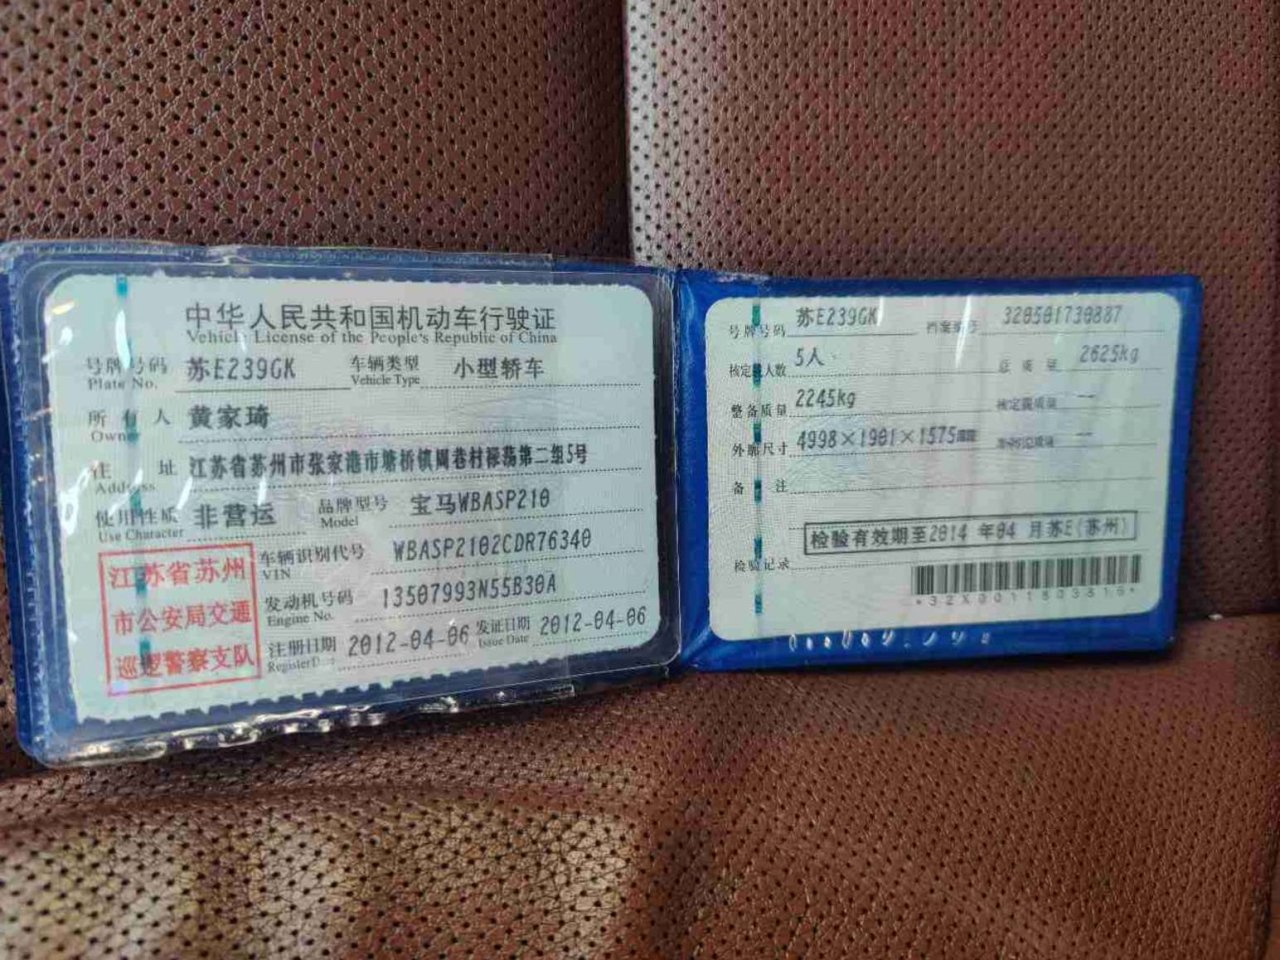 中华人民共和国机动车行驶证
Vehicle License of the People's Republic of China
号牌号码 苏E239GK 车辆类型 小型轿车
Plate No. Vehicle Type
所有人 黄家琦
Owner
住址 江苏省苏州市张家港市塘桥镇周巷村禄荡第二组5号
Address
使用性质 非营运 品牌型号 宝马WBASP210
Use Character Model
江苏省苏州
市公安局交通
巡逻警察支队
车辆识别代号 WBASP2102CDR76340
VIN
发动机号码 13507993N55B30A
Engine No.
注册日期 2012-04-06 发证日期 2012-04-06
Register Date Issue Date
号牌号码 苏E239GK 档案编号 320501730887
核定载人数 5人 总质量 2625kg
整备质量 2245kg 核定载质量 --
外廓尺寸 4998×1901×1575mm --
备注
检验有效期至2014 年04 月苏E(苏州)
检验记录